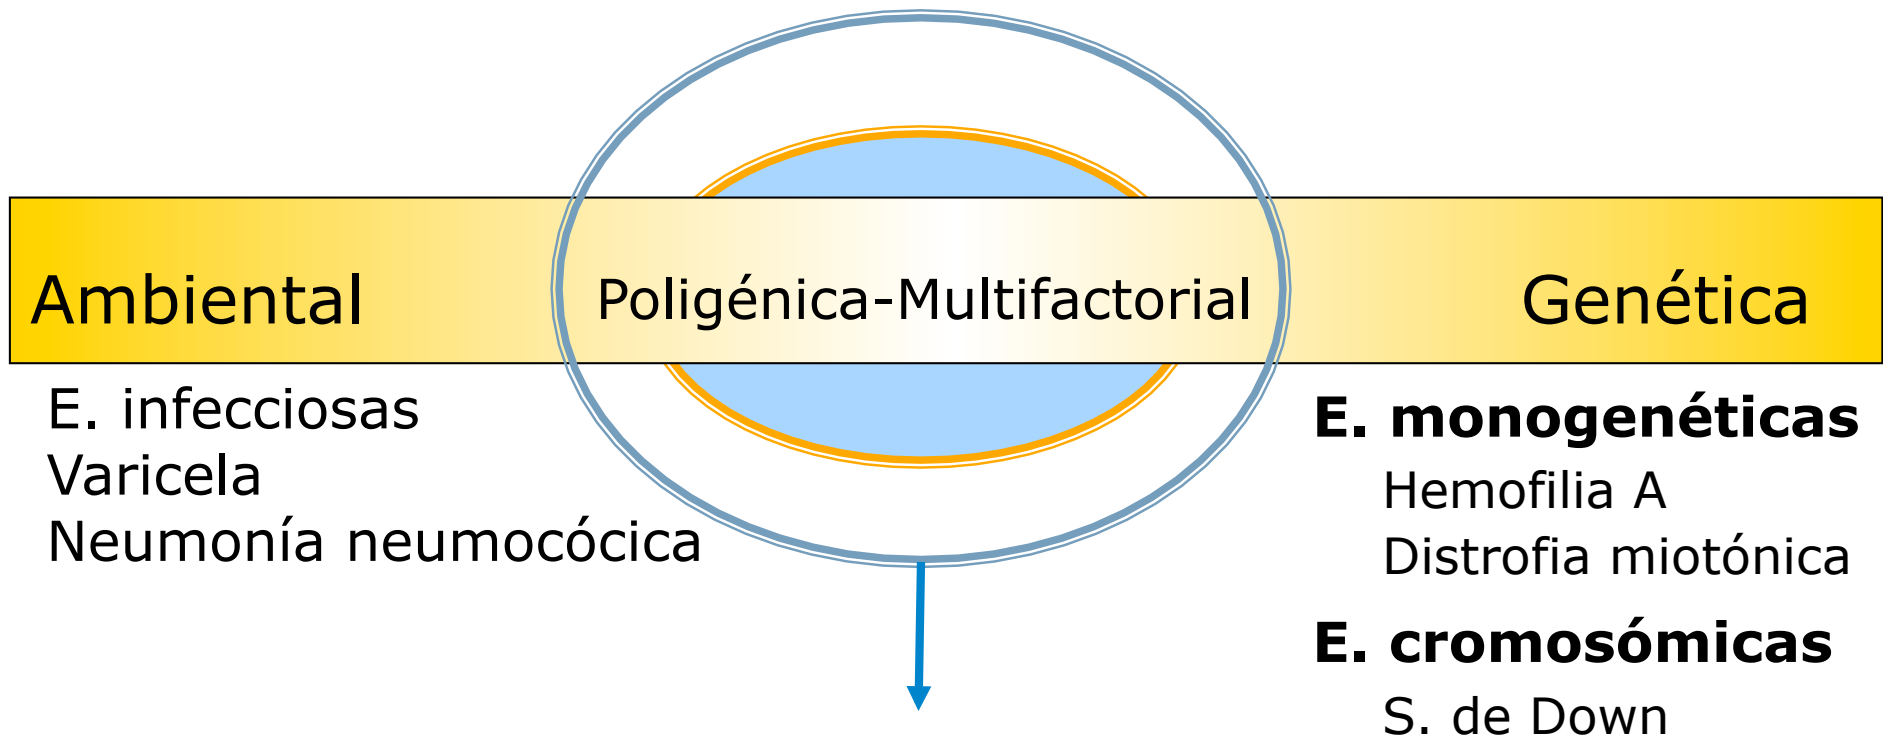 Ambiental
Poligénica-Multifactorial
Genética
E. infecciosas
Varicela
Neumonía neumocócica
E. monogenéticas
Hemofilia A
Distrofia miotónica
E. cromosómicas
S. de Down